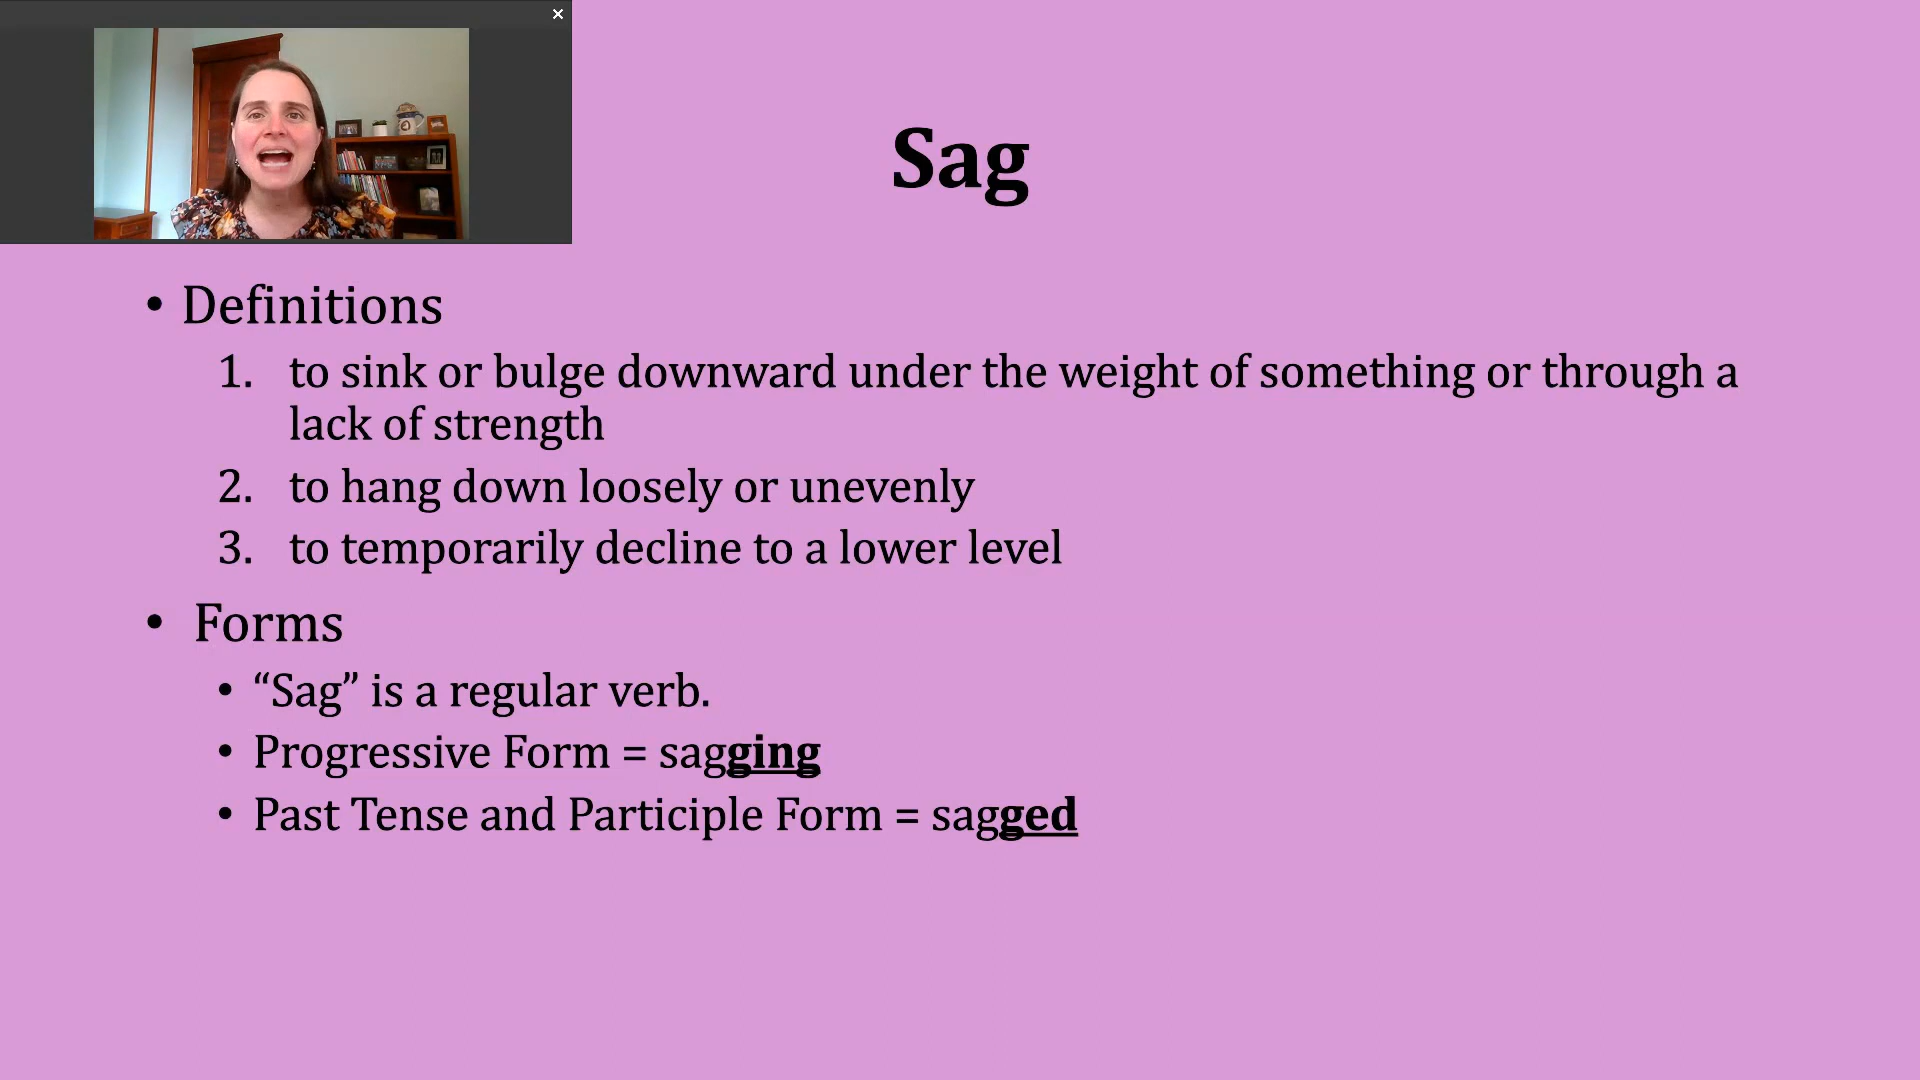 Sag
• Definitions
1. to sink or bulge downward under the weight of something or through a
lack of strength
2. to hang down loosely or unevenly
3. to temporarily decline to a lower level
• Forms
• “Sag” is a regular verb.
• Progressive Form = sagging
• Past Tense and Participle Form = sagged